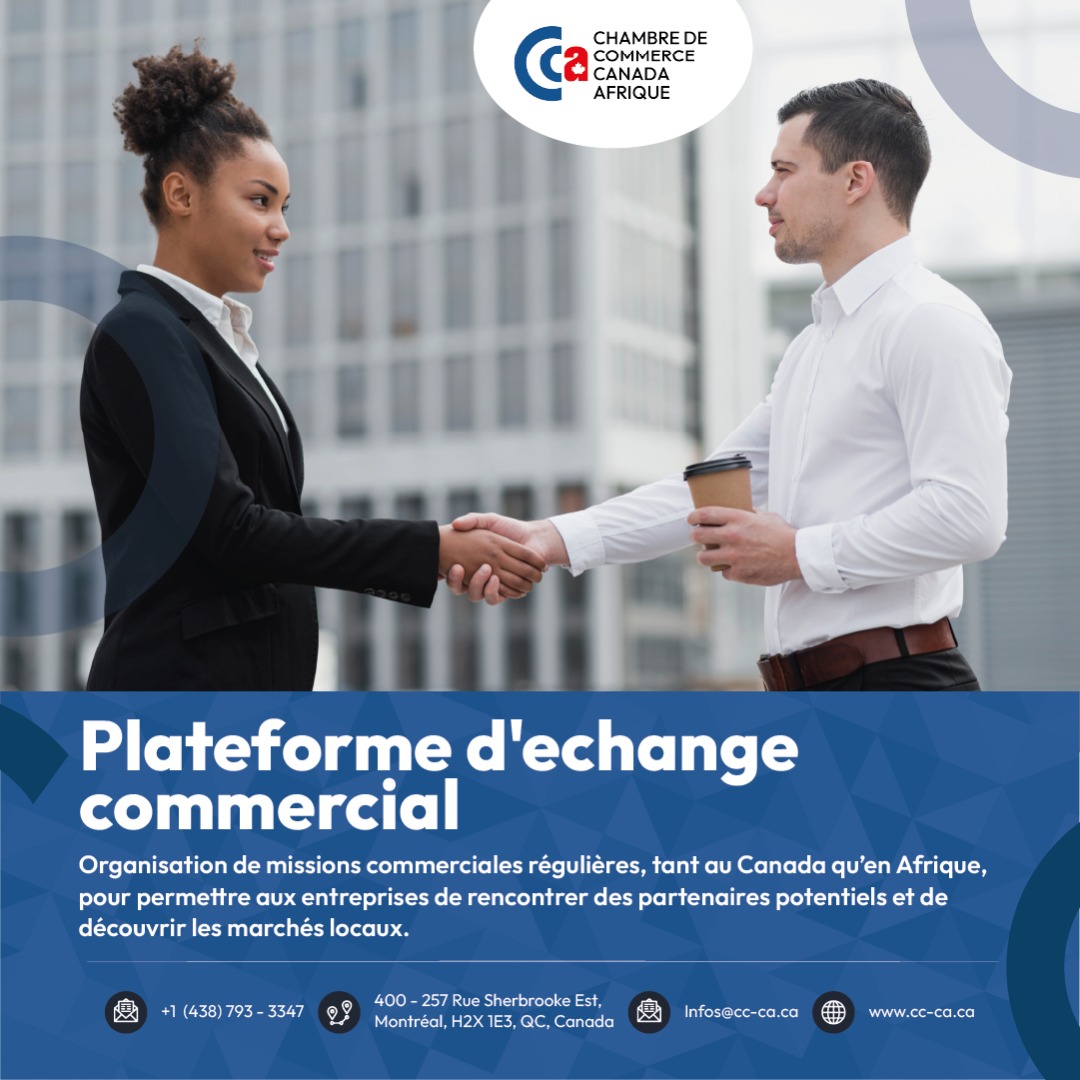 CHAMBRE DE
COMMERCE
CANADA
AFRIQUE
Plateforme d'echange
commercial
Organisation de missions commerciales régulières, tant au Canada qu’en Afrique,
pour permettre aux entreprises de rencontrer des partenaires potentiels et de
découvrir les marchés locaux.
+1 (438) 793 - 3347
400 - 257 Rue Sherbrooke Est,
Montréal, H2X 1E3, QC, Canada
Infos@cc-ca.ca
www.cc-ca.ca